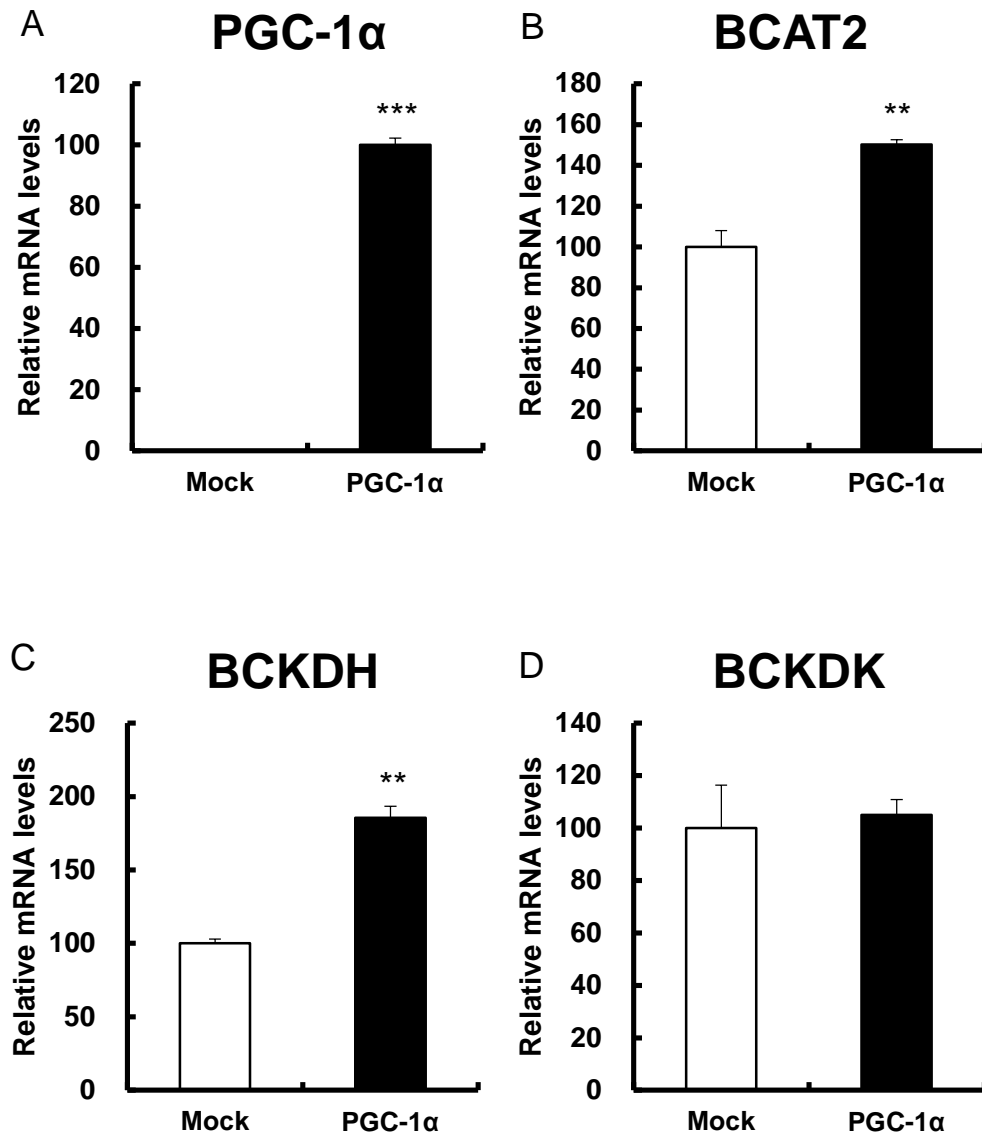 A
PGC-1α
Relative mRNA levels
120
100
80
60
40
20
0
***
Mock
PGC-1α
B
BCAT2
Relative mRNA levels
180
160
140
120
100
80
60
40
20
0
**
Mock
PGC-1α
C
BCKDH
Relative mRNA levels
250
200
150
100
50
0
**
Mock
PGC-1α
D
BCKDK
Relative mRNA levels
140
120
100
80
60
40
20
0
Mock
PGC-1α